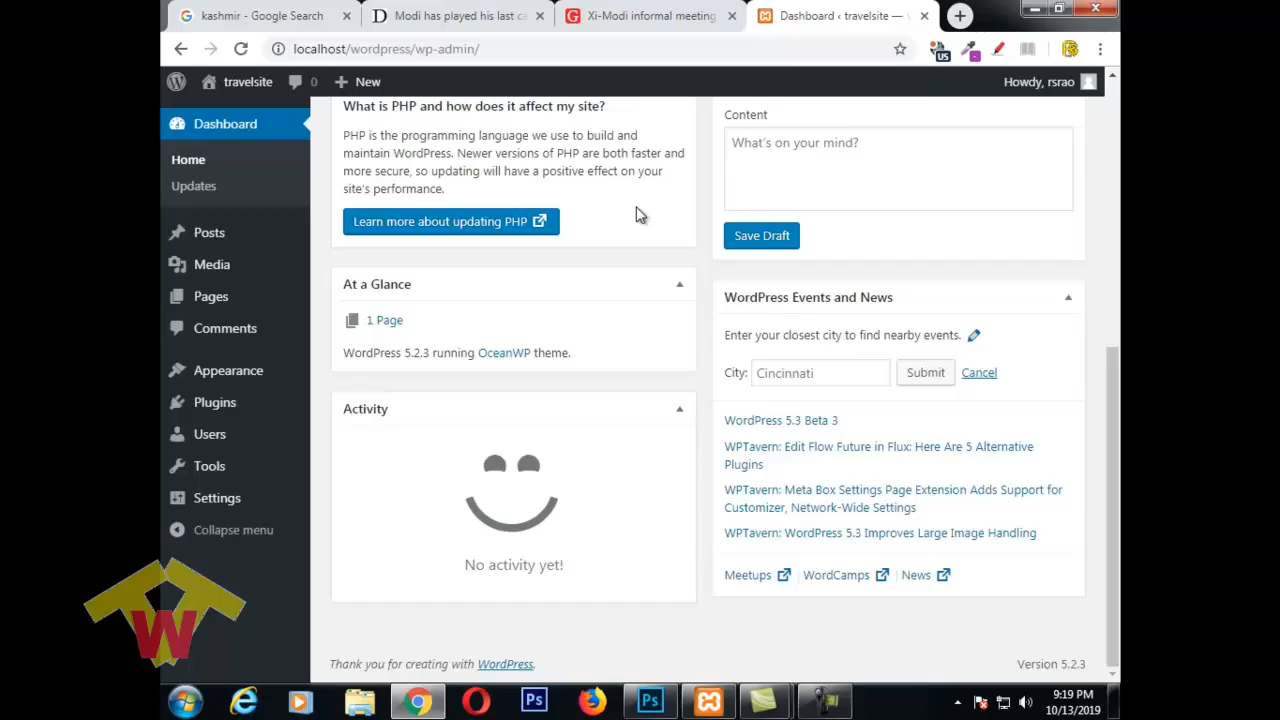 kashmir - Google Search
Modi has played his last c
Xi-Modi informal meeting
Dashboard ‹ travelsite —
localhost/wordpress/wp-admin/
US
travelsite
0
New
Howdy, rsrao
Dashboard
Home
Updates
Posts
Media
Pages
Comments
Appearance
Plugins
Users
Tools
Settings
Collapse menu
What is PHP and how does it affect my site?
PHP is the programming language we use to build and
maintain WordPress. Newer versions of PHP are both faster and
more secure, so updating will have a positive effect on your
site's performance.
Learn more about updating PHP
At a Glance
1 Page
WordPress 5.2.3 running OceanWP theme.
Activity
No activity yet!
Content
What's on your mind?
Save Draft
WordPress Events and News
Enter your closest city to find nearby events.
City: Cincinnati Submit Cancel
WordPress 5.3 Beta 3
WPTavern: Edit Flow Future in Flux: Here Are 5 Alternative
Plugins
WPTavern: Meta Box Settings Page Extension Adds Support for
Customizer, Network-Wide Settings
WPTavern: WordPress 5.3 Improves Large Image Handling
Meetups | WordCamps | News
Thank you for creating with WordPress.
Version 5.2.3
TTW
Ps
Ps
9:19 PM
10/13/2019